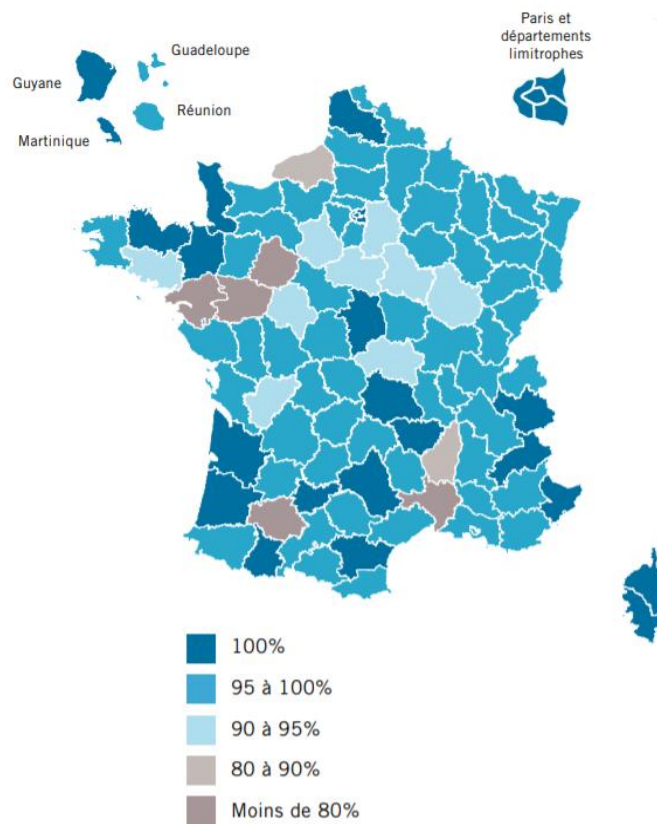 Paris et
départements
limitrophes
Guadeloupe
Guyane
Réunion
Martinique
100%
95 à 100%
90 à 95%
80 à 90%
Moins de 80%